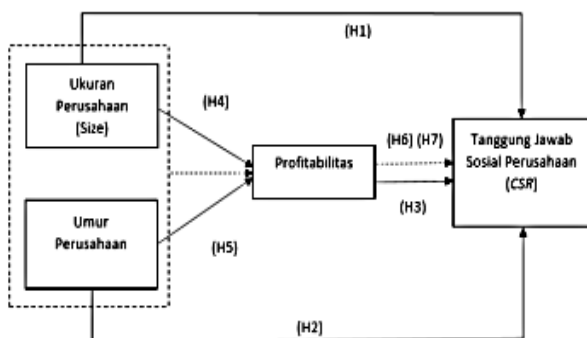 (H1)
Ukuran
Perusahaan
(Size)
(H4]
(H6] (H7)
Tanggung Jawab
Sosial Perusahaan
(CSR]
Profitabilitas
(H3)
Umur
Perusahaan
(H5)
(H2]